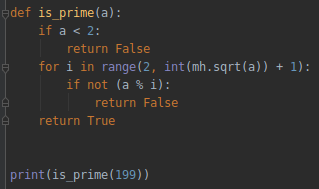 def is_prime(a):
    if a < 2:
        return False
    for i in range(2, int(mh.sqrt(a)) + 1):
        if not (a % i):
            return False
    return True


print(is_prime(199))